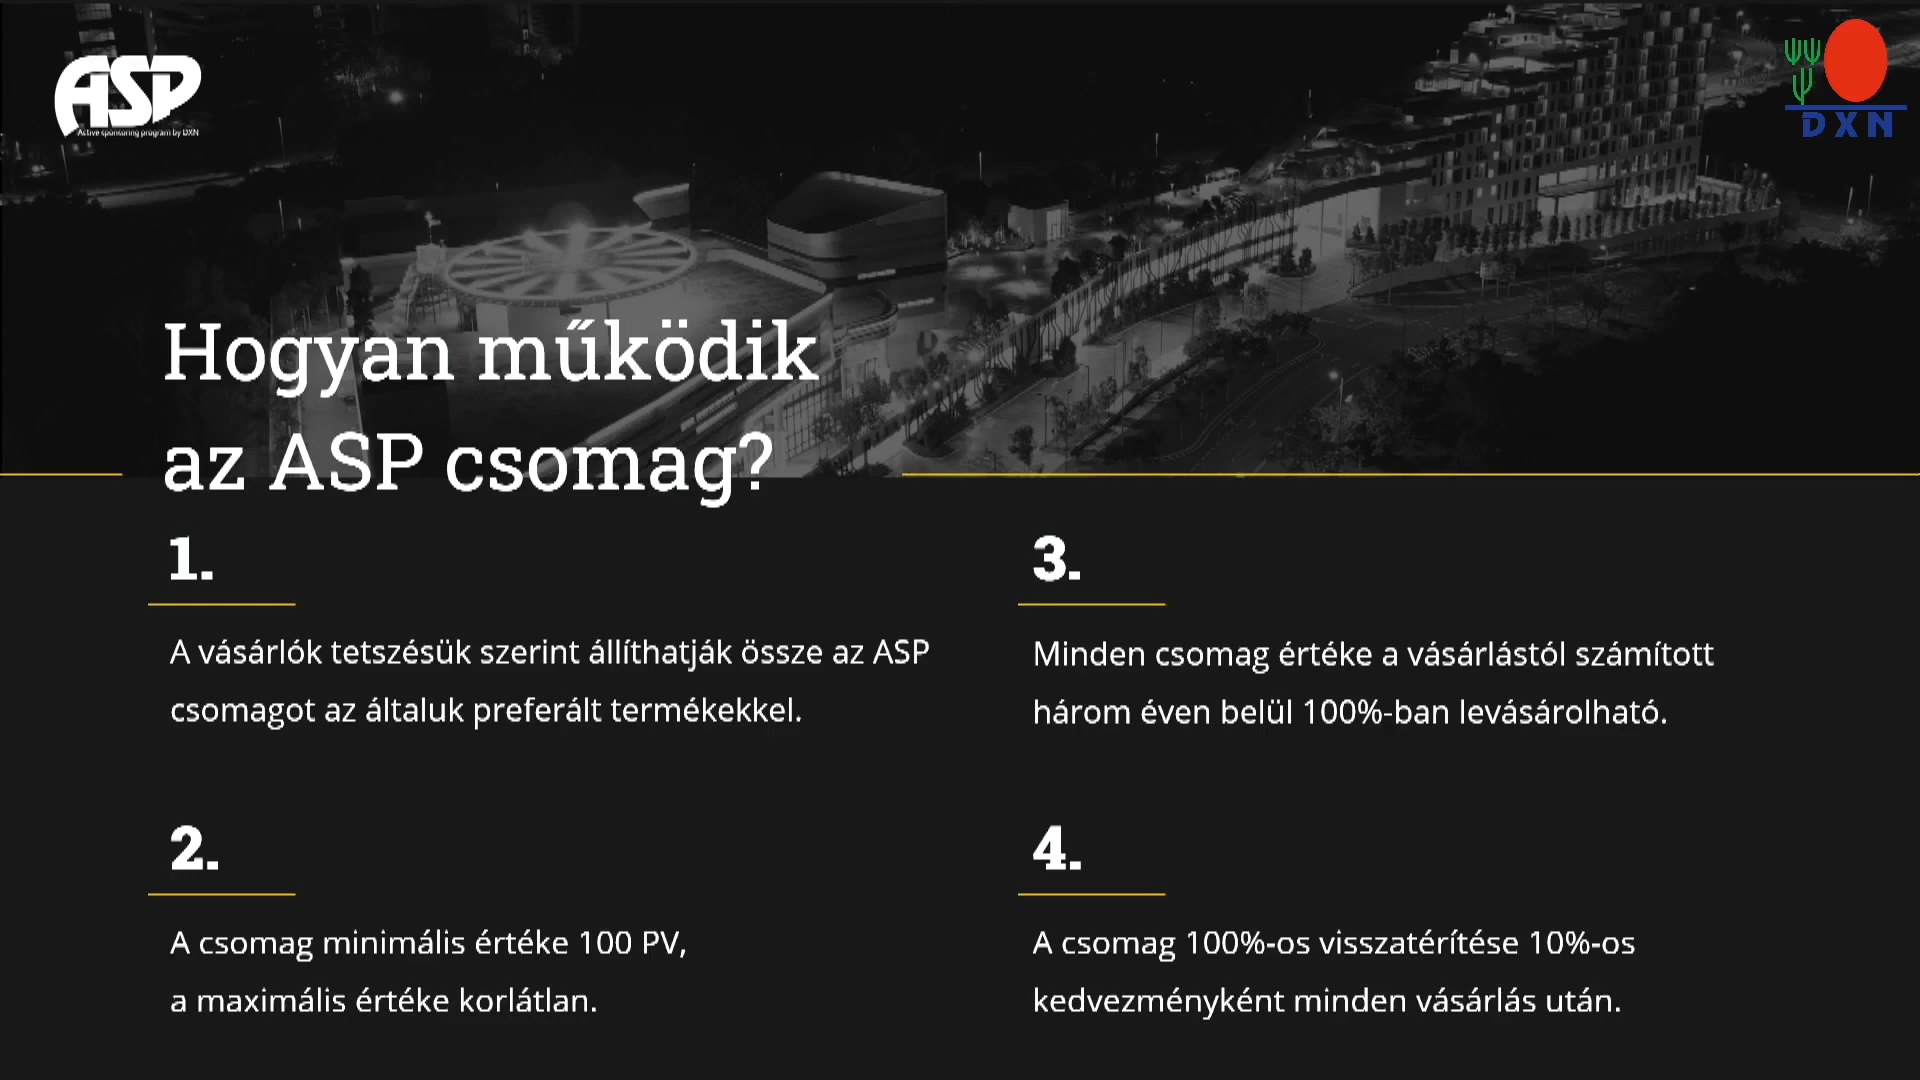 ASP
Active sponsoring program by DXN
DXN
Hogyan működik
az ASP csomag?
1.
A vásárlók tetszésük szerint állíthatják össze az ASP
csomagot az általuk preferált termékekkel.
2.
A csomag minimális értéke 100 PV,
a maximális értéke korlátlan.
3.
Minden csomag értéke a vásárlástól számított
három éven belül 100%-ban levásárolható.
4.
A csomag 100%-os visszatérítése 10%-os
kedvezményként minden vásárlás után.